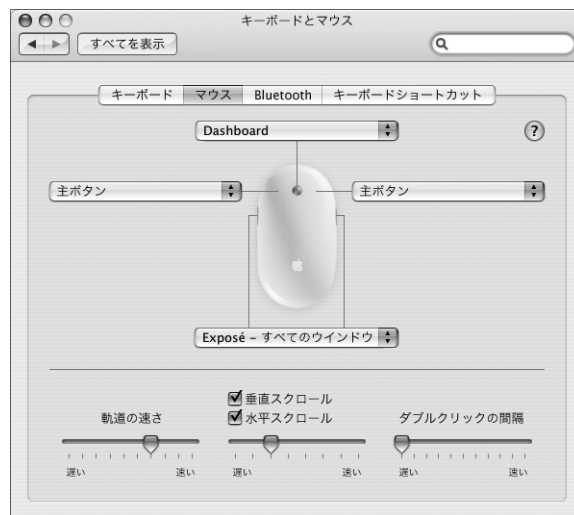 キーボードとマウス
すべてを表示
キーボード マウス Bluetooth キーボードショートカット
Dashboard
?
主ボタン 主ボタン
Exposé – すべてのウインドウ
垂直スクロール
軌道の速さ 水平スクロール ダブルクリックの間隔
遅い 速い 遅い 速い 遅い 速い